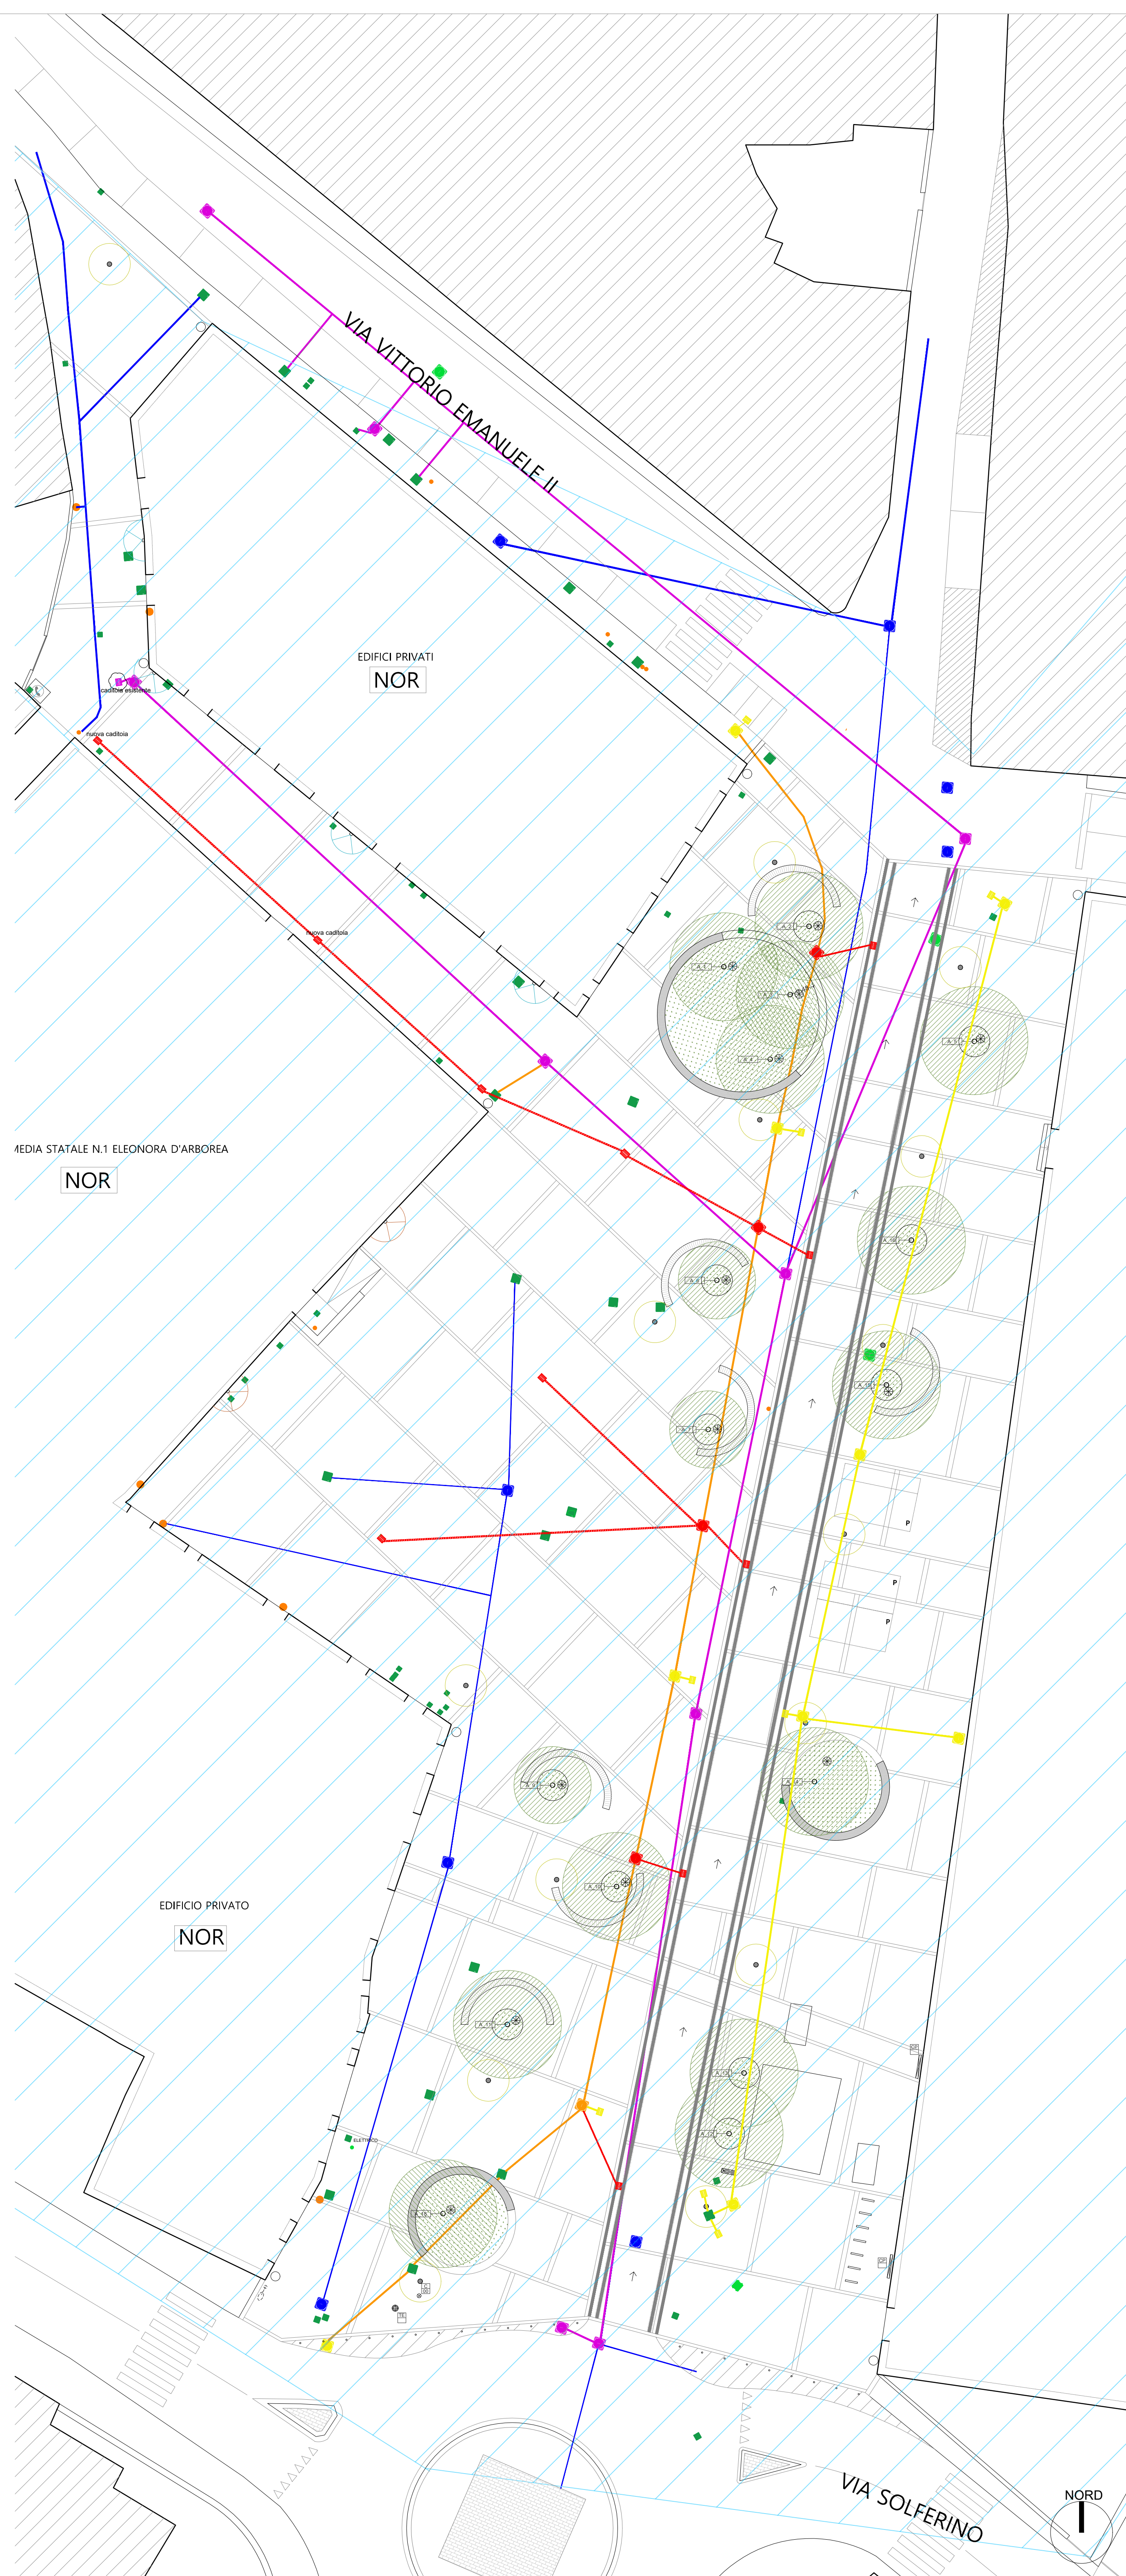 VIA VITTORIO EMANUELE II
EDIFICI PRIVATI
NOR
caditoia esistente
nuova caditoia
nuova caditoia
MEDIA STATALE N.1 ELEONORA D'ARBOREA
NOR
P
P
P
EDIFICIO PRIVATO
NOR
ELETTRICO
VIA SOLFERINO
NORD